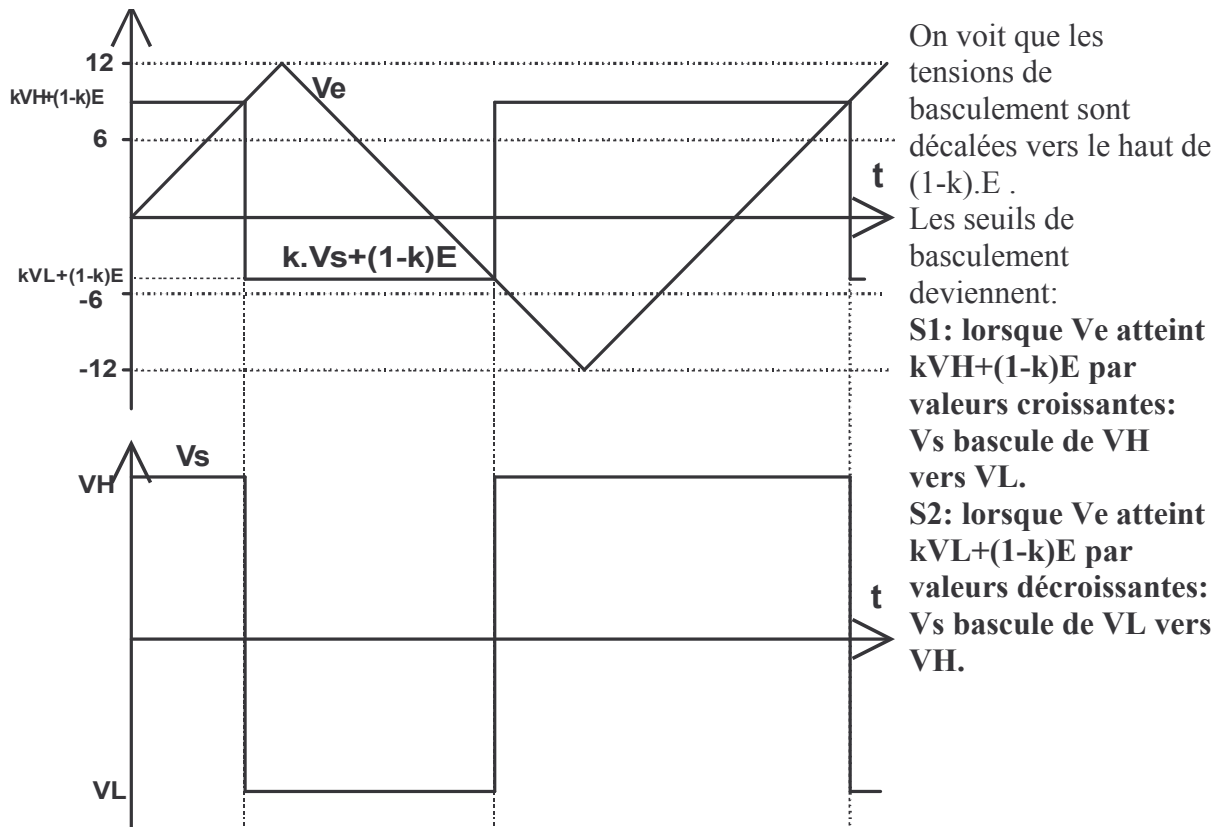 12
Ve
kVH+(1-k)E
6
t
k.Vs+(1-k)E
kVL+(1-k)E
-6
-12
Vs
VH
t
VL
On voit que les
tensions de
basculement sont
décalées vers le haut de
(1-k).E .
Les seuils de
basculement
deviennent:
S1: lorsque Ve atteint
kVH+(1-k)E par
valeurs croissantes:
Vs bascule de VH
vers VL.
S2: lorsque Ve atteint
kVL+(1-k)E par
valeurs décroissantes:
Vs bascule de VL vers
VH.